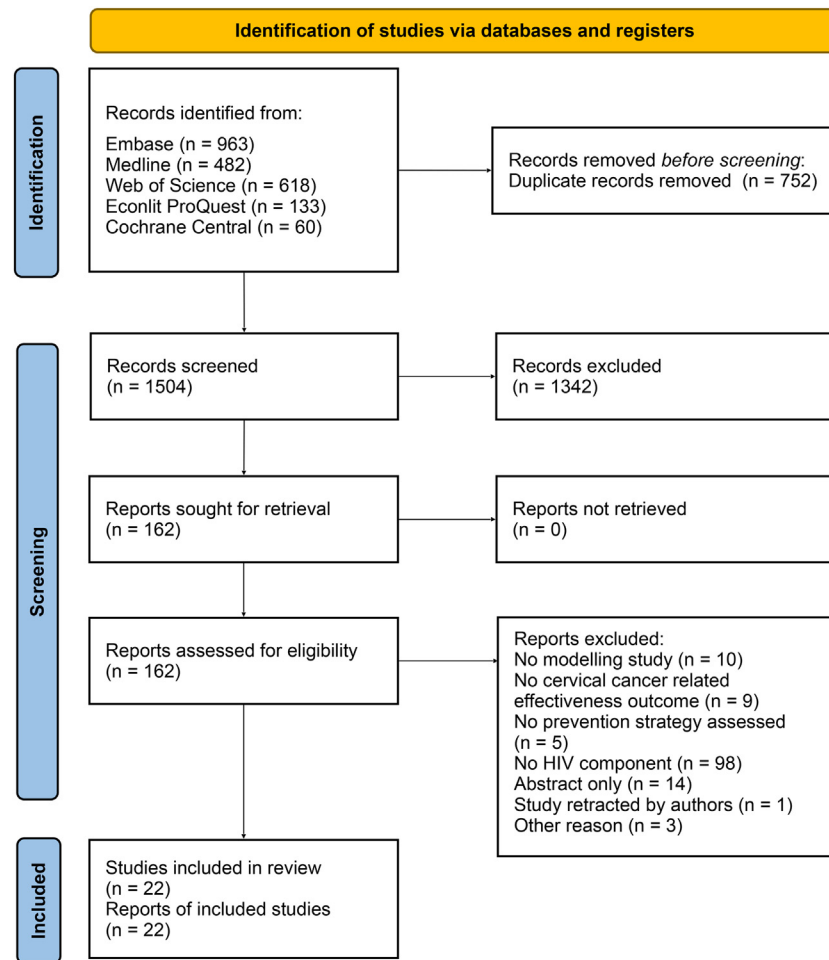 Identification of studies via databases and registers
Identification
Records identified from:
Embase (n = 963)
Medline (n = 482)
Web of Science (n = 618)
Econlit ProQuest (n = 133)
Cochrane Central (n = 60)
Records removed before screening:
Duplicate records removed (n = 752)
Screening
Records screened
(n = 1504)
Records excluded
(n = 1342)
Reports sought for retrieval
(n = 162)
Reports not retrieved
(n = 0)
Reports assessed for eligibility
(n = 162)
Reports excluded:
No modelling study (n = 10)
No cervical cancer related
effectiveness outcome (n = 9)
No prevention strategy assessed
(n = 5)
No HIV component (n = 98)
Abstract only (n = 14)
Study retracted by authors (n = 1)
Other reason (n = 3)
Included
Studies included in review
(n = 22)
Reports of included studies
(n = 22)